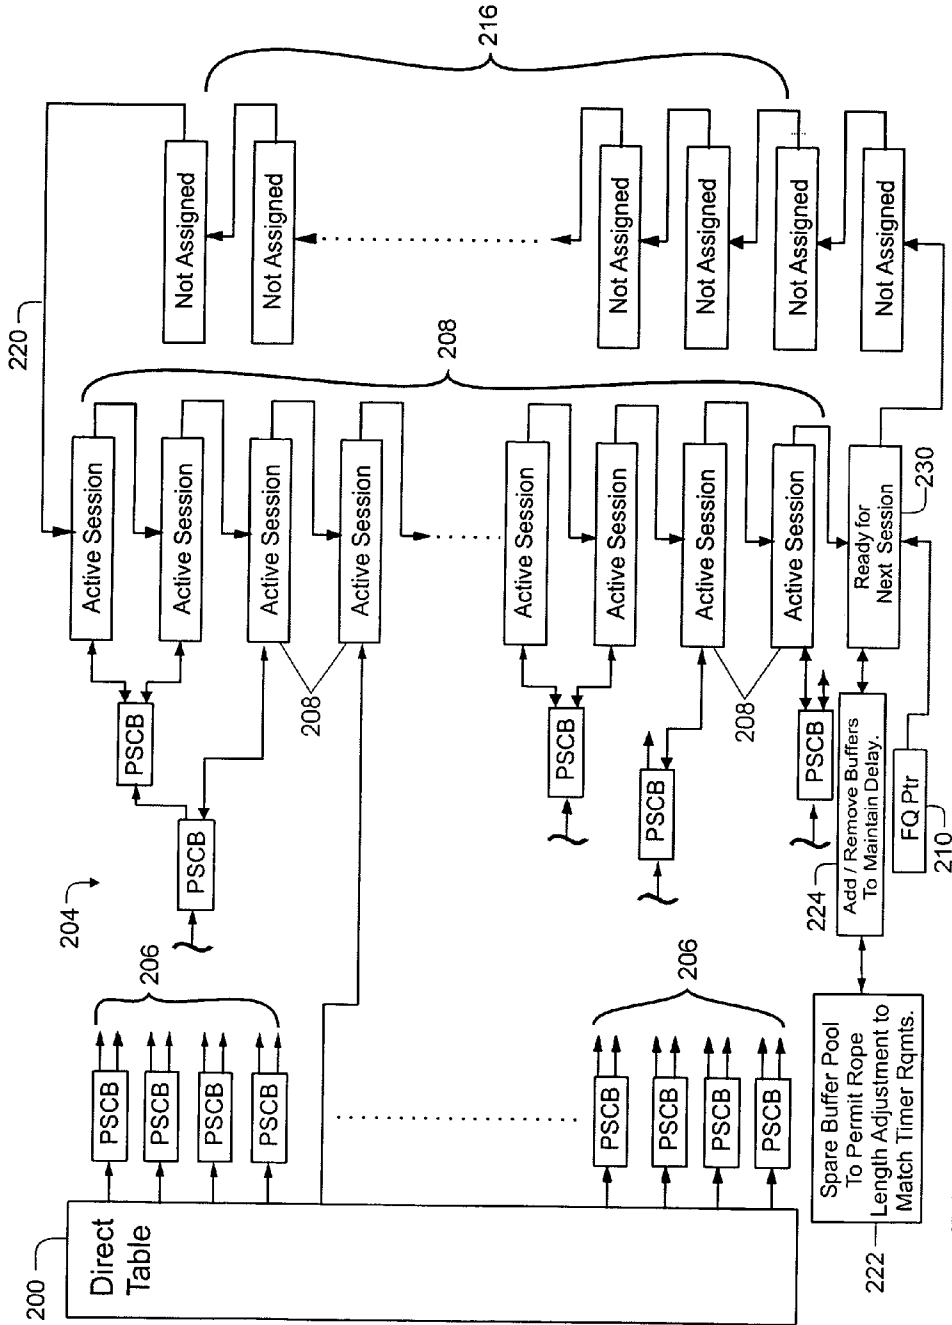 200
Direct
Table
PSCB
PSCB
PSCB
PSCB
206
PSCB
PSCB
PSCB
PSCB
206
204
PSCB
PSCB
PSCB
PSCB
PSCB
220
Active Session
Active Session
Active Session
Active Session
208
208
Active Session
Active Session
Active Session
Active Session
208
Ready for
Next Session
230
Not Assigned
Not Assigned
Not Assigned
Not Assigned
Not Assigned
Not Assigned
216
Spare Buffer Pool
To Permit Rope
Length Adjustment to
Match Timer Rqmts.
222
Add / Remove Buffers
To Maintain Delay.
224
FQ Ptr
210